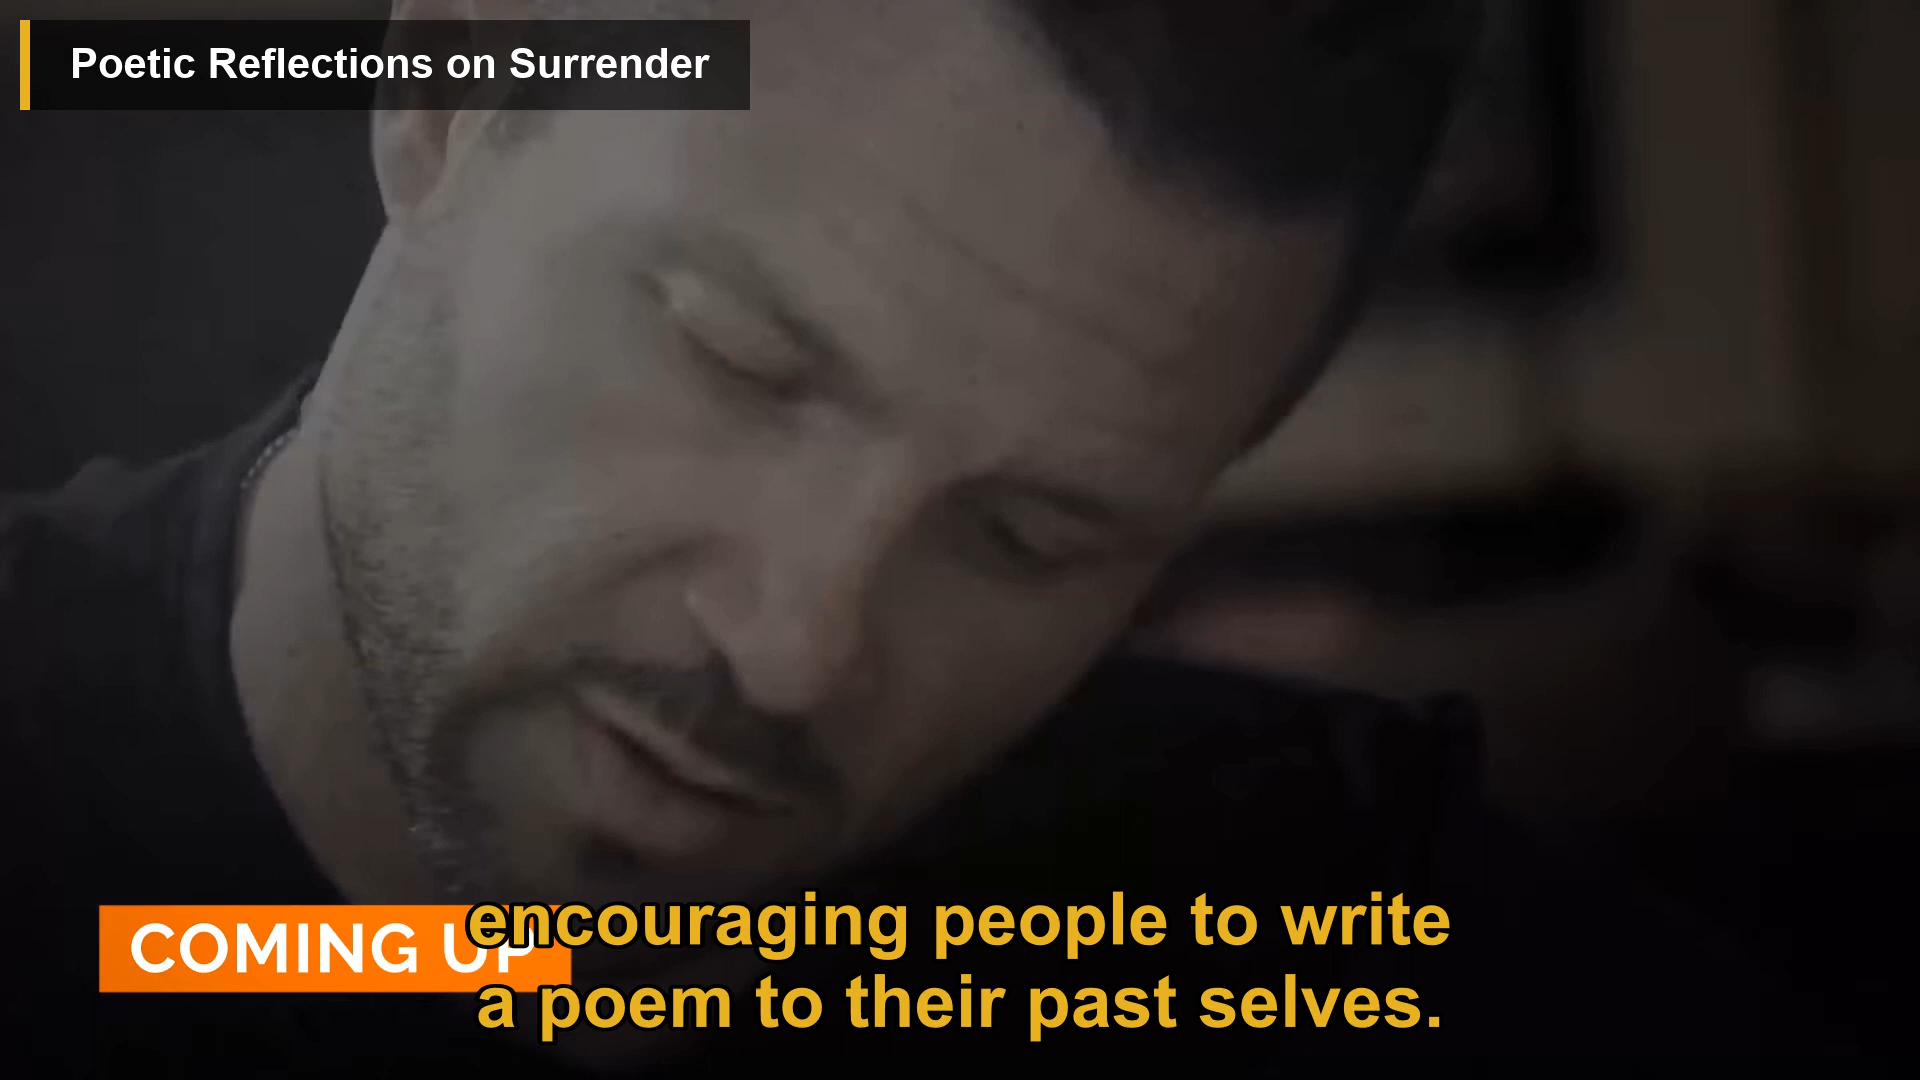 Poetic Reflections on Surrender
COMING UP
encouraging people to write
a poem to their past selves.